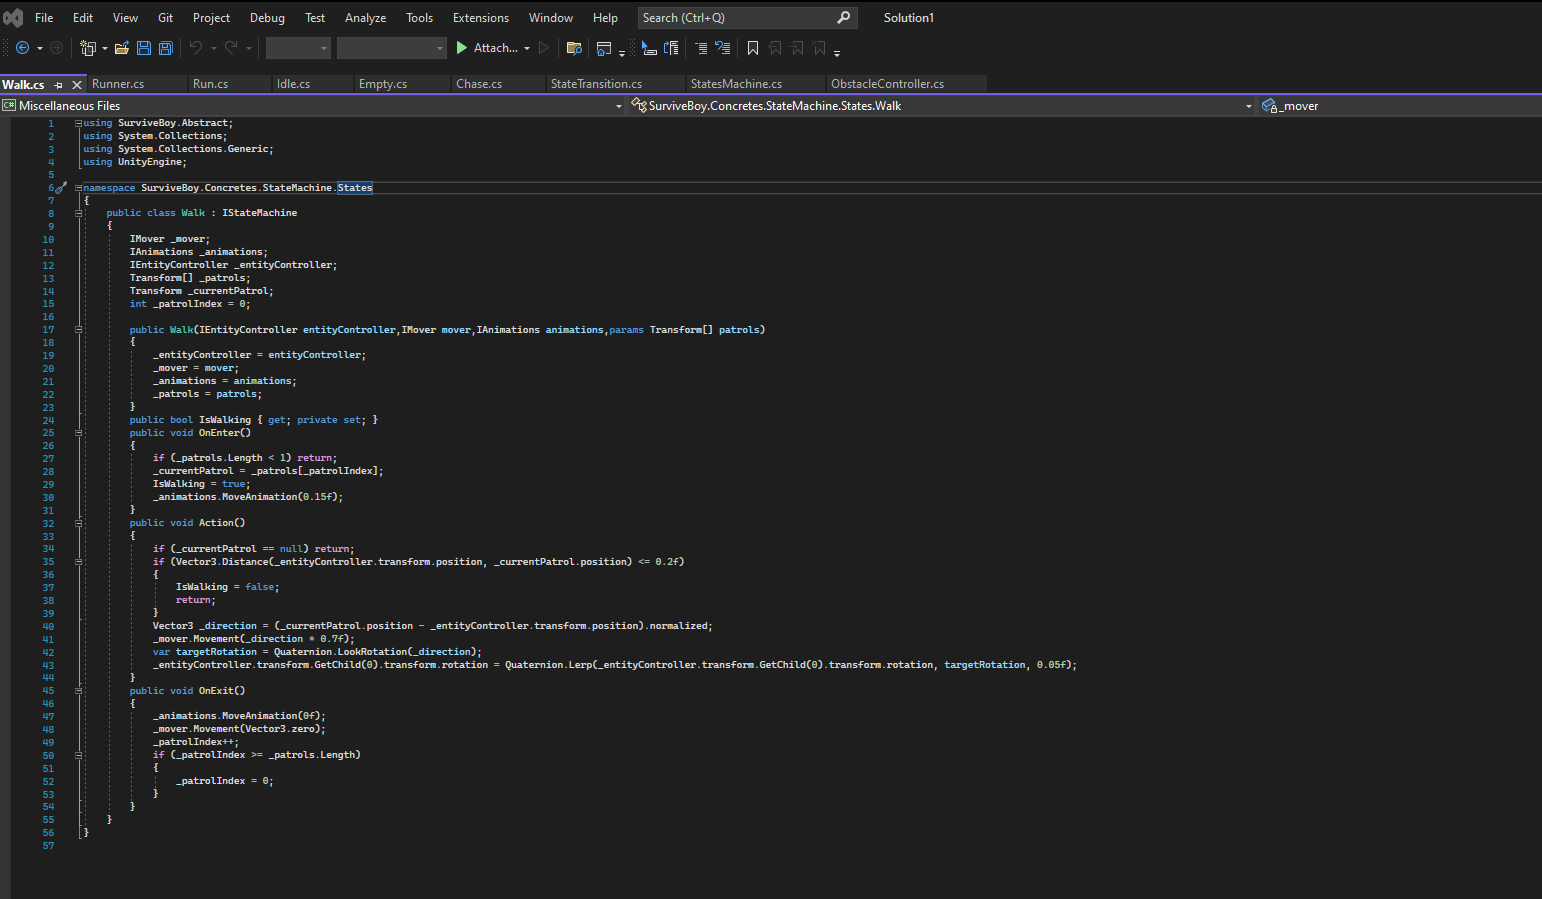 File Edit View Git Project Debug Test Analyze Tools Extensions Window Help Search (Ctrl+Q) Solution1
Attach...
Walk.cs Runner.cs Run.cs Idle.cs Empty.cs Chase.cs StateTransition.cs StatesMachine.cs ObstacleController.cs
C# Miscellaneous Files SurviveBoy.Concretes.StateMachine.States.Walk _mover
1 using SurviveBoy.Abstract;
2 using System.Collections;
3 using System.Collections.Generic;
4 using UnityEngine;
5
6 namespace SurviveBoy.Concretes.StateMachine.States
7 {
8 public class Walk : IStateMachine
9 {
10 IMover _mover;
11 IAnimations _animations;
12 IEntityController _entityController;
13 Transform[] _patrols;
14 Transform _currentPatrol;
15 int _patrolIndex = 0;
16
17 public Walk(IEntityController entityController,IMover mover,IAnimations animations,params Transform[] patrols)
18 {
19 _entityController = entityController;
20 _mover = mover;
21 _animations = animations;
22 _patrols = patrols;
23 }
24 public bool IsWalking { get; private set; }
25 public void OnEnter()
26 {
27 if (_patrols.Length < 1) return;
28 _currentPatrol = _patrols[_patrolIndex];
29 IsWalking = true;
30 _animations.MoveAnimation(0.15f);
31 }
32 public void Action()
33 {
34 if (_currentPatrol == null) return;
35 if (Vector3.Distance(_entityController.transform.position, _currentPatrol.position) <= 0.2f)
36 {
37 IsWalking = false;
38 return;
39 }
40 Vector3 _direction = (_currentPatrol.position - _entityController.transform.position).normalized;
41 _mover.Movement(_direction * 0.7f);
42 var targetRotation = Quaternion.LookRotation(_direction);
43 _entityController.transform.GetChild(0).transform.rotation = Quaternion.Lerp(_entityController.transform.GetChild(0).transform.rotation, targetRotation, 0.05f);
44 }
45 public void OnExit()
46 {
47 _animations.MoveAnimation(0f);
48 _mover.Movement(Vector3.zero);
49 _patrolIndex++;
50 if (_patrolIndex >= _patrols.Length)
51 {
52 _patrolIndex = 0;
53 }
54 }
55 }
56 }
57